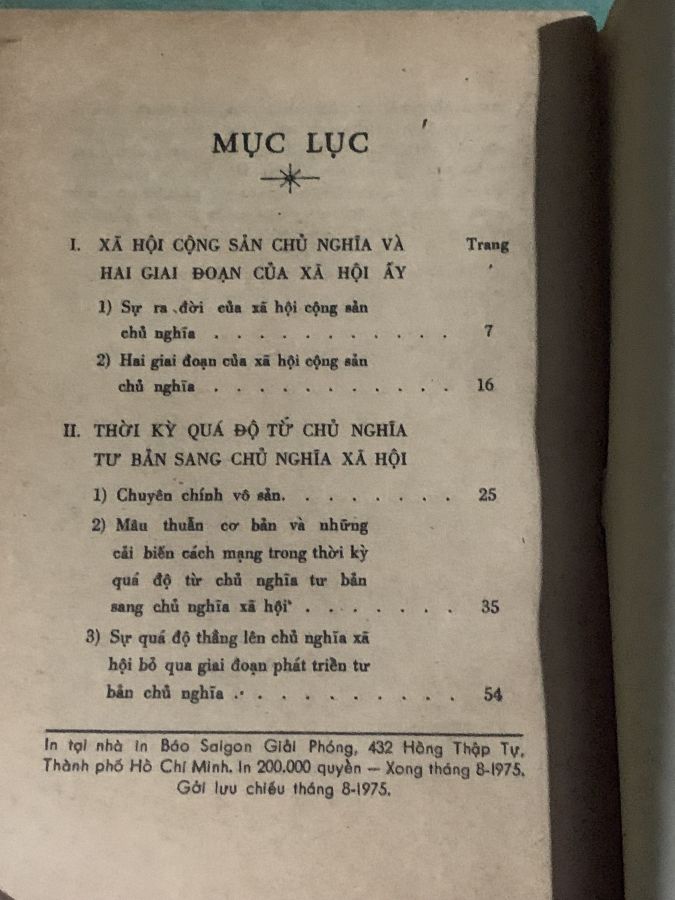 MỤC LỤC
I. XÃ HỘI CỘNG SẢN CHỦ NGHĨA VÀ Trang
HAI GIAI ĐOẠN CỦA XÃ HỘI ẤY
1) Sự ra đời của xã hội cộng sản
chủ nghĩa . . . . . . . . . . . 7
2) Hai giai đoạn của xã hội cộng sản
chủ nghĩa . . . . . . . . . . . 16
II. THỜI KỲ QUÁ ĐỘ TỪ CHỦ NGHĨA
TƯ BẢN SANG CHỦ NGHĨA XÃ HỘI
1) Chuyên chính vô sản. . . . . . . . 25
2) Mâu thuẫn cơ bản và những
cải biến cách mạng trong thời kỳ
quá độ từ chủ nghĩa tư bản
sang chủ nghĩa xã hội . . . . . . . 35
3) Sự quá độ thẳng lên chủ nghĩa xã
hội bỏ qua giai đoạn phát triển tư
bản chủ nghĩa . . . . . . . . . . 54
In tại nhà in Báo Saigon Giải Phóng, 432 Hồng Thập Tự,
Thành phố Hồ Chí Minh. In 200.000 quyển — Xong tháng 8-1975.
Gởi lưu chiểu tháng 8-1975.